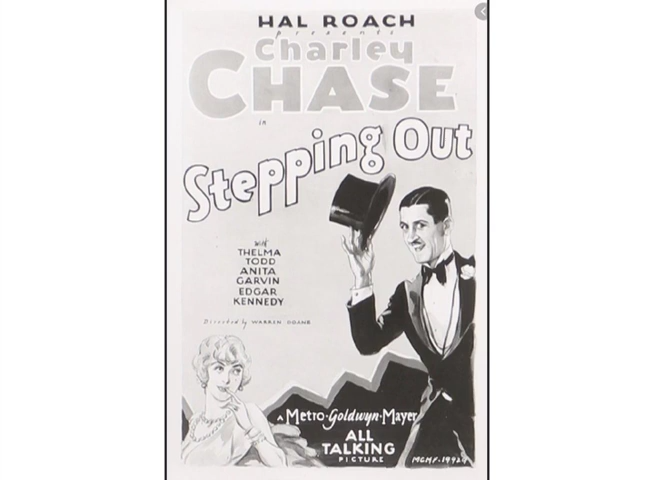 HAL ROACH
presents
Charley
CHASE
in
Stepping Out
with
THELMA
TODD
ANITA
GARVIN
EDGAR
KENNEDY
Directed by WARREN DOANE
A Metro-Goldwyn-Mayer
ALL
TALKING
PICTURE